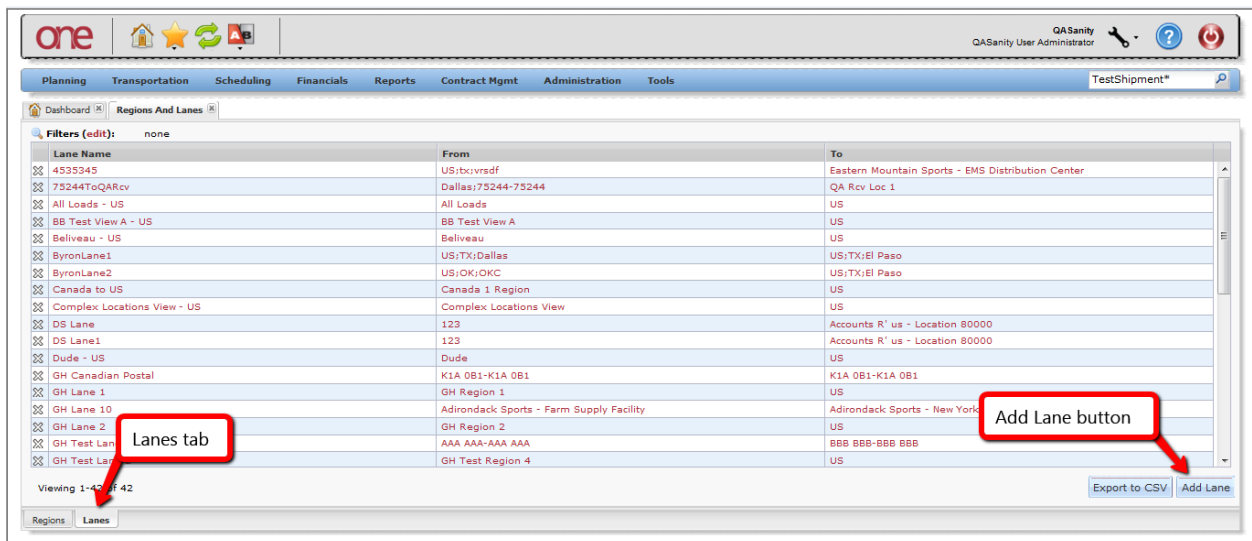 one
A B
QASanity
QASanity User Administrator
?
Planning Transportation Scheduling Financials Reports Contract Mgmt Administration Tools
TestShipment*
Dashboard Regions And Lanes
Filters (edit): none
Lane Name From To
4535345 US;tx;vrsdf Eastern Mountain Sports - EMS Distribution Center
75244ToQARcv Dallas;75244-75244 QA Rcv Loc 1
All Loads - US All Loads US
BB Test View A - US BB Test View A US
Beliveau - US Beliveau US
ByronLane1 US;TX;Dallas US;TX;El Paso
ByronLane2 US;OK;OKC US;TX;El Paso
Canada to US Canada 1 Region US
Complex Locations View - US Complex Locations View US
DS Lane 123 Accounts R' us - Location 80000
DS Lane1 123 Accounts R' us - Location 80000
Dude - US Dude US
GH Canadian Postal K1A 0B1-K1A 0B1 K1A 0B1-K1A 0B1
GH Lane 1 GH Region 1 US
GH Lane 10 Adirondack Sports - Farm Supply Facility Adirondack Sports - New York
GH Lane 2 GH Region 2 US
GH Test Lan AAA AAA-AAA AAA BBB BBB-BBB BBB
GH Test Lan GH Test Region 4 US
Lanes tab
Add Lane button
Viewing 1-42 of 42
Export to CSV Add Lane
Regions Lanes